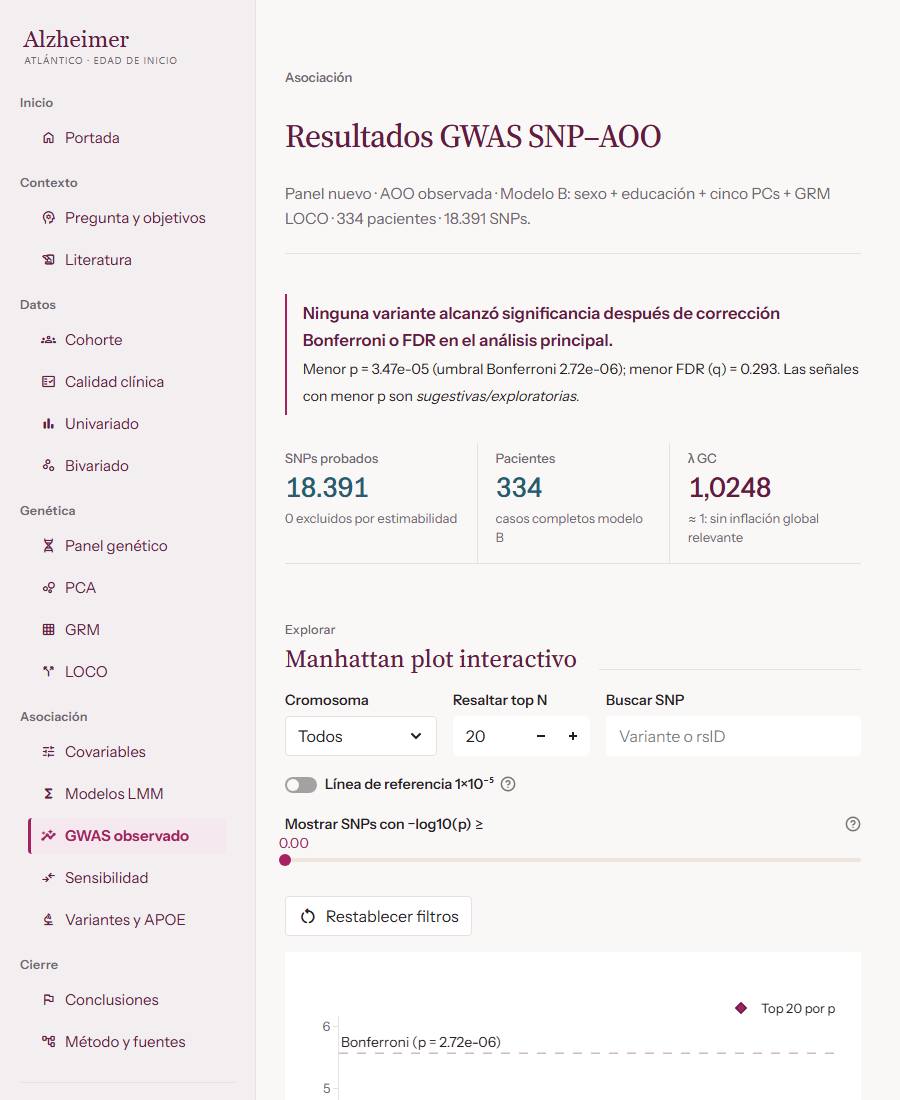 Alzheimer
ATLÁNTICO · EDAD DE INICIO
Inicio
Portada
Contexto
Pregunta y objetivos
Literatura
Datos
Cohorte
Calidad clínica
Univariado
Bivariado
Genética
Panel genético
PCA
GRM
LOCO
Asociación
Covariables
Modelos LMM
GWAS observado
Sensibilidad
Variantes y APOE
Cierre
Conclusiones
Método y fuentes
Asociación
Resultados GWAS SNP–AOO
Panel nuevo · AOO observada · Modelo B: sexo + educación + cinco PCs + GRM
LOCO · 334 pacientes · 18.391 SNPs.
Ninguna variante alcanzó significancia después de corrección
Bonferroni o FDR en el análisis principal.
Menor p = 3.47e-05 (umbral Bonferroni 2.72e-06); menor FDR (q) = 0.293. Las señales
con menor p son sugestivas/exploratorias.
SNPs probados
18.391
0 excluidos por estimabilidad
Pacientes
334
casos completos modelo
B
λ GC
1,0248
≈ 1: sin inflación global
relevante
Explorar
Manhattan plot interactivo
Cromosoma
Todos
Resaltar top N
20
Buscar SNP
Variante o rsID
Línea de referencia 1×10⁻⁵
Mostrar SNPs con −log10(p) ≥
0.00
Restablecer filtros
Top 20 por p
6
Bonferroni (p = 2.72e-06)
5